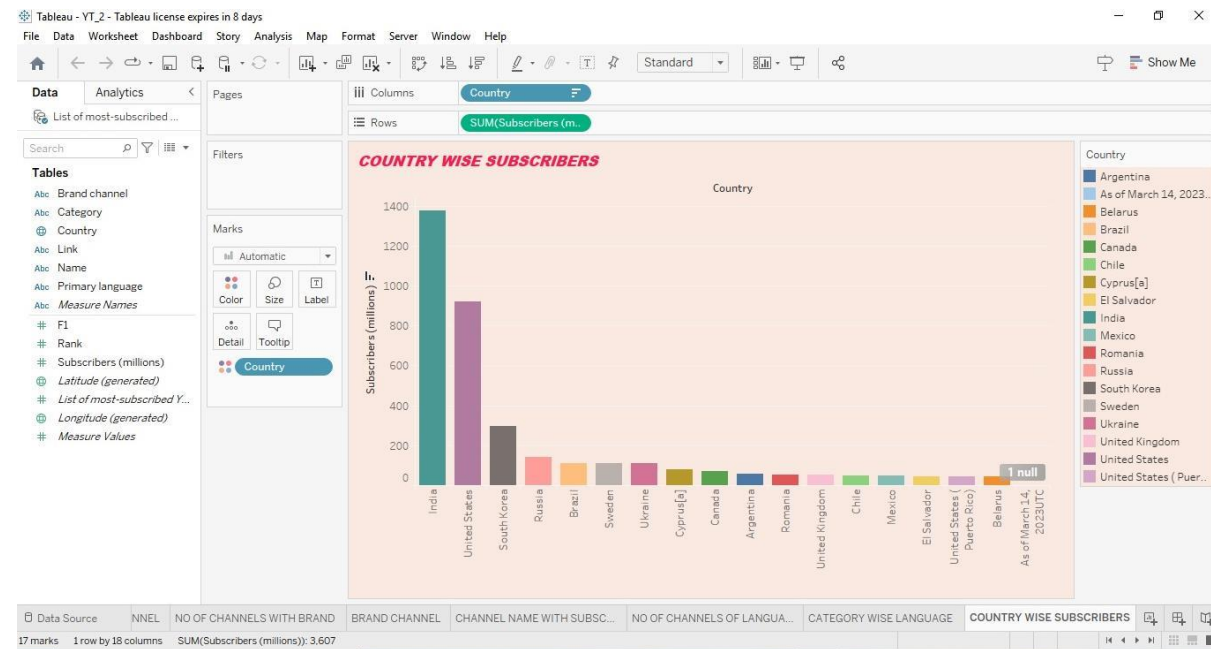 Tableau - YT_2 - Tableau license expires in 8 days
File Data Worksheet Dashboard Story Analysis Map Format Server Window Help
Standard
Show Me
Data Analytics
List of most-subscribed ...
Search
Tables
Abc Brand channel
Abc Category
Country
Abc Link
Abc Name
Abc Primary language
Abc Measure Names
# F1
# Rank
# Subscribers (millions)
Latitude (generated)
# List of most-subscribed Y...
Longitude (generated)
# Measure Values
Pages
Filters
Marks
Automatic
Color Size Label
Detail Tooltip
Country
Columns Country
Rows SUM(Subscribers (m..
COUNTRY WISE SUBSCRIBERS
Country
Subscribers (millions)
1400
1200
1000
800
600
400
200
0
1 null
India
United States
South Korea
Russia
Brazil
Sweden
Ukraine
Cyprus[a]
Canada
Argentina
Romania
United Kingdom
Chile
Mexico
El Salvador
United States (
Puerto Rico)
Belarus
As of March 14,
2023UTC
Country
Argentina
As of March 14, 2023..
Belarus
Brazil
Canada
Chile
Cyprus[a]
El Salvador
India
Mexico
Romania
Russia
South Korea
Sweden
Ukraine
United Kingdom
United States
United States ( Puer..
Data Source NNEL NO OF CHANNELS WITH BRAND BRAND CHANNEL CHANNEL NAME WITH SUBSC... NO OF CHANNELS OF LANGUA... CATEGORY WISE LANGUAGE COUNTRY WISE SUBSCRIBERS
17 marks 1 row by 18 columns SUM(Subscribers (millions)): 3,607